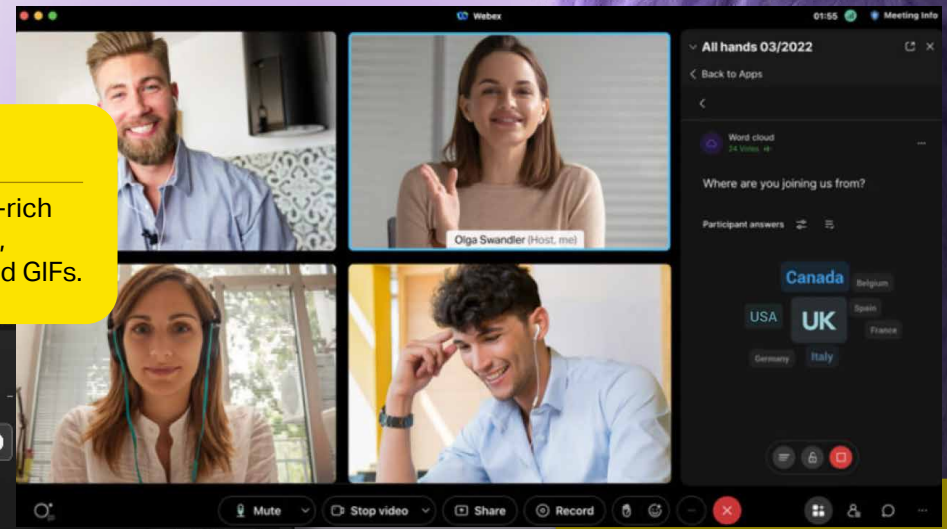 Webex
01:55
Meeting Info
All hands 03/2022
Back to Apps
Word cloud
24 Votes
Where are you joining us from?
Participant answers
Canada
Belgium
USA
UK
Spain
France
Germany
Italy
-rich
,
d GIFs.
Olga Swandler (Host, me)
Mute
Stop video
Share
Record